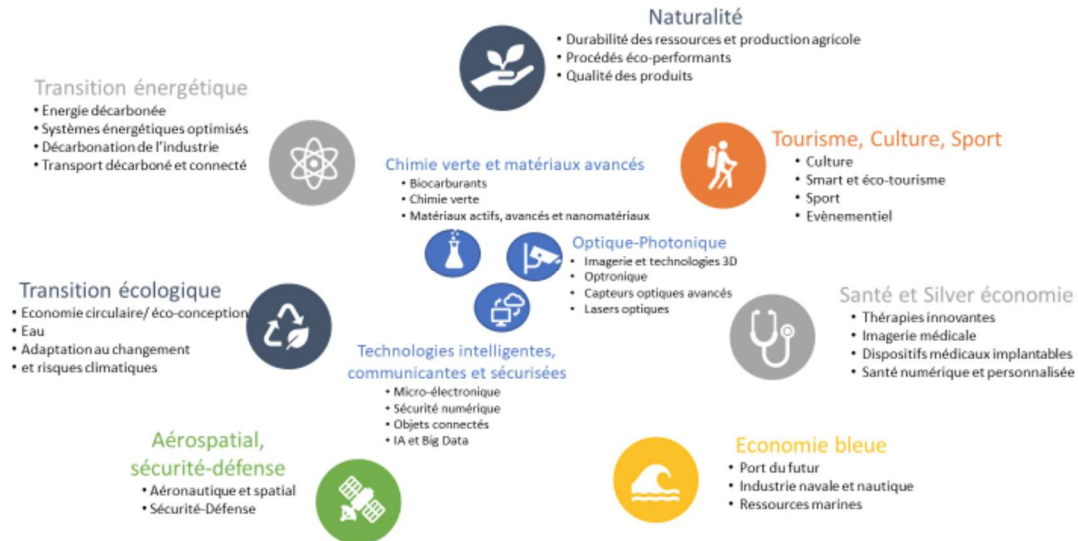 Naturalité
• Durabilité des ressources et production agricole
• Procédés éco-performants
• Qualité des produits
Transition énergétique
• Energie décarbonée
• Systèmes énergétiques optimisés
• Décarbonation de l'industrie
• Transport décarboné et connecté
Chimie verte et matériaux avancés
• Biocarburants
• Chimie verte
• Matériaux actifs, avancés et nanomatériaux
Tourisme, Culture, Sport
• Culture
• Smart et éco-tourisme
• Sport
• Evènementiel
Optique-Photonique
• Imagerie et technologies 3D
• Optronique
• Capteurs optiques avancés
• Lasers optiques
Transition écologique
• Economie circulaire/ éco-conception
• Eau
• Adaptation au changement
• et risques climatiques
Santé et Silver économie
• Thérapies innovantes
• Imagerie médicale
• Dispositifs médicaux implantables
• Santé numérique et personnalisée
Technologies intelligentes,
communicantes et sécurisées
• Micro-électronique
• Sécurité numérique
• Objets connectés
• IA et Big Data
Aérospatial,
sécurité-défense
• Aéronautique et spatial
• Sécurité-Défense
Economie bleue
• Port du futur
• Industrie navale et nautique
• Ressources marines